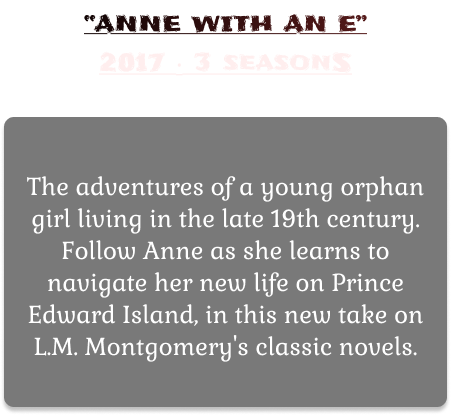 "ANNE WITH AN E"
2017 · 3 SEASONS
The adventures of a young orphan
girl living in the late 19th century.
Follow Anne as she learns to
navigate her new life on Prince
Edward Island, in this new take on
L.M. Montgomery's classic novels.